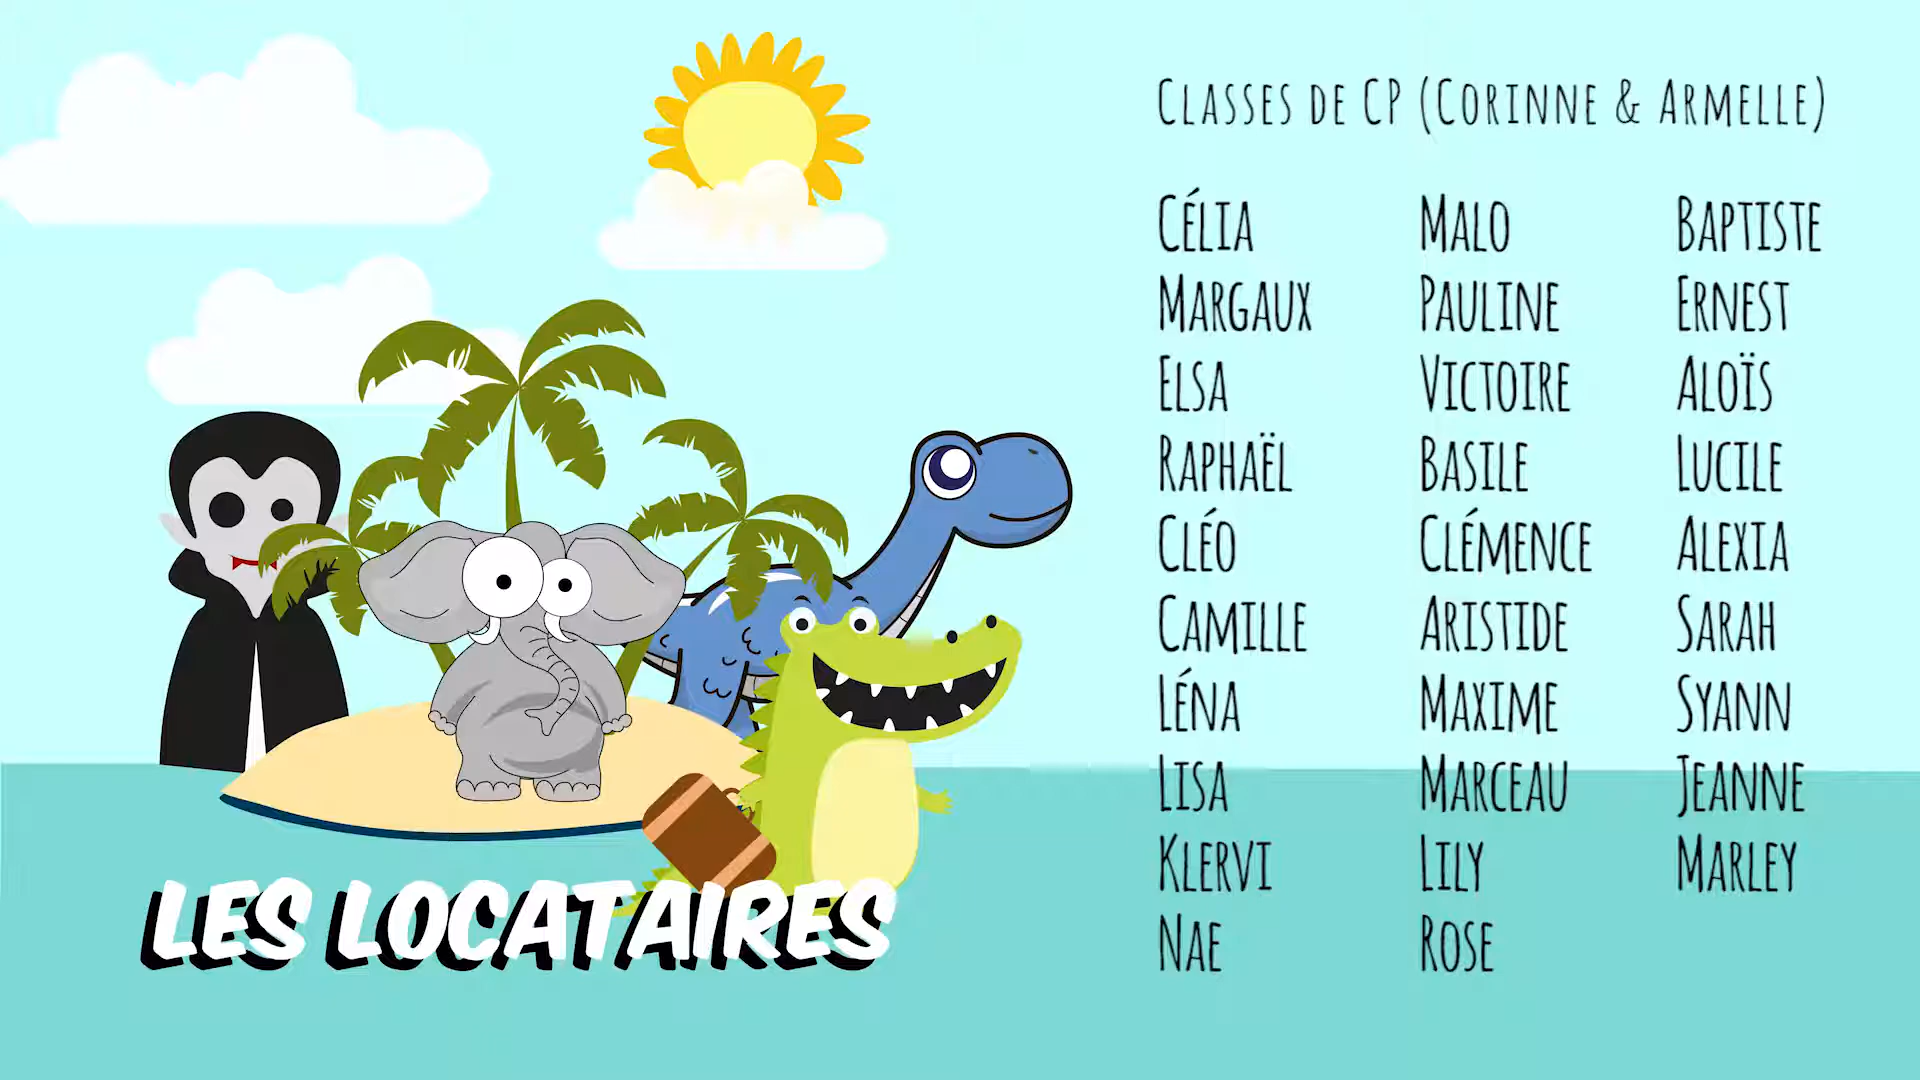 Classes de CP (Corinne & Armelle)
Célia Malo Baptiste
Margaux Pauline Ernest
Elsa Victoire Aloïs
Raphaël Basile Lucile
Cléo Clémence Alexia
Camille Aristide Sarah
Léna Maxime Syann
Lisa Marceau Jeanne
Klervi Lily Marley
Nae Rose
LES LOCATAIRES